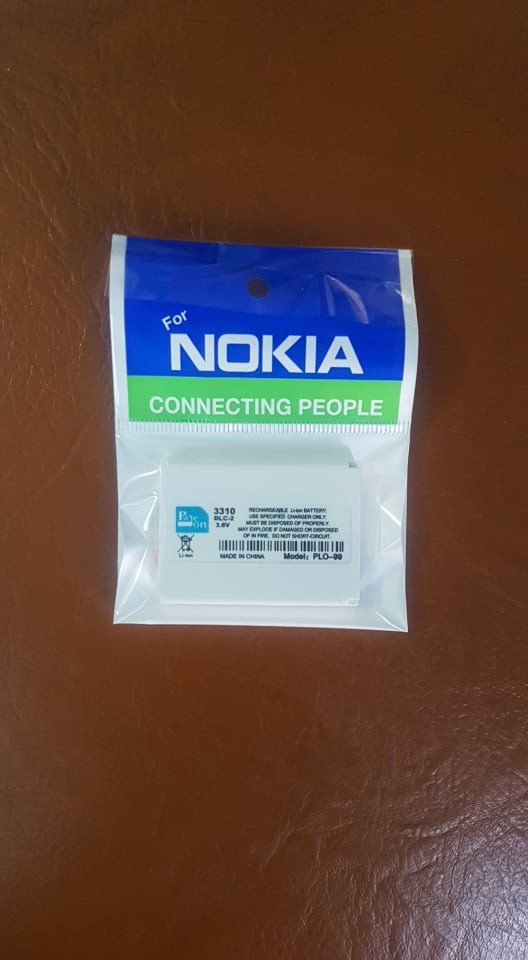 For
NOKIA
CONNECTING PEOPLE
3310
BLC-2
3.6V
RECHARGEABLE Li-Ion BATTERY.
USE SPECIFIED CHARGER ONLY.
MUST BE DISPOSED OF PROPERLY.
MAY EXPLODE IF DAMAGED OR DISPOSED
OF IN FIRE. DO NOT SHORT-CIRCUIT.
Li-ion
MADE IN CHINA
Model: PLO-99